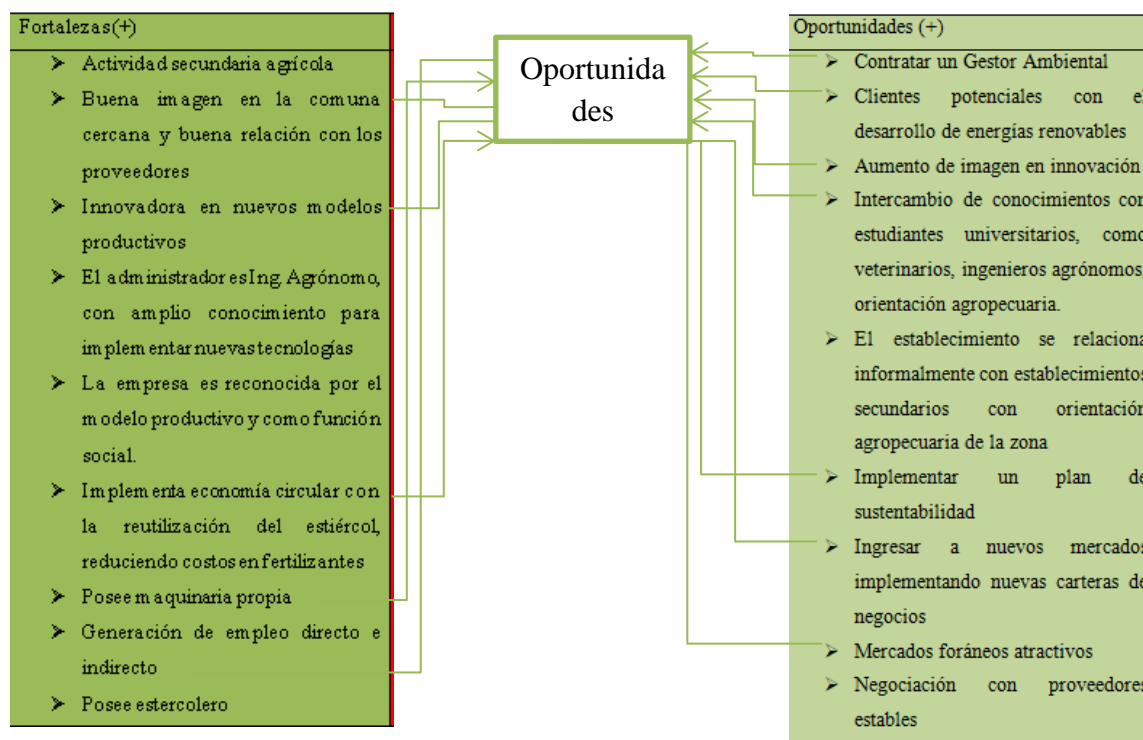 Fortalezas(+)
Actividad secundaria agrícola
Buena imagen en la comuna
cercana y buena relación con los
proveedores
Innovadora en nuevos modelos
productivos
El administrador es Ing. Agrónomo,
con amplio conocimiento para
implementar nuevas tecnologías
La empresa es reconocida por el
modelo productivo y como función
social.
Implementa economía circular con
la reutilización del estiércol,
reduciendo costos en fertilizantes
Posee maquinaria propia
Generación de empleo directo e
indirecto
Posee estercolero
Oportunida
des
Oportunidades (+)
Contratar un Gestor Ambiental
Clientes potenciales con el
desarrollo de energías renovables
Aumento de imagen en innovación
Intercambio de conocimientos con
estudiantes universitarios, como
veterinarios, ingenieros agrónomos
orientación agropecuaria.
El establecimiento se relaciona
informalmente con establecimientos
secundarios con orientación
agropecuaria de la zona
Implementar un plan de
sustentabilidad
Ingresar a nuevos mercados
implementando nuevas carteras de
negocios
Mercados foráneos atractivos
Negociación con proveedores
estables